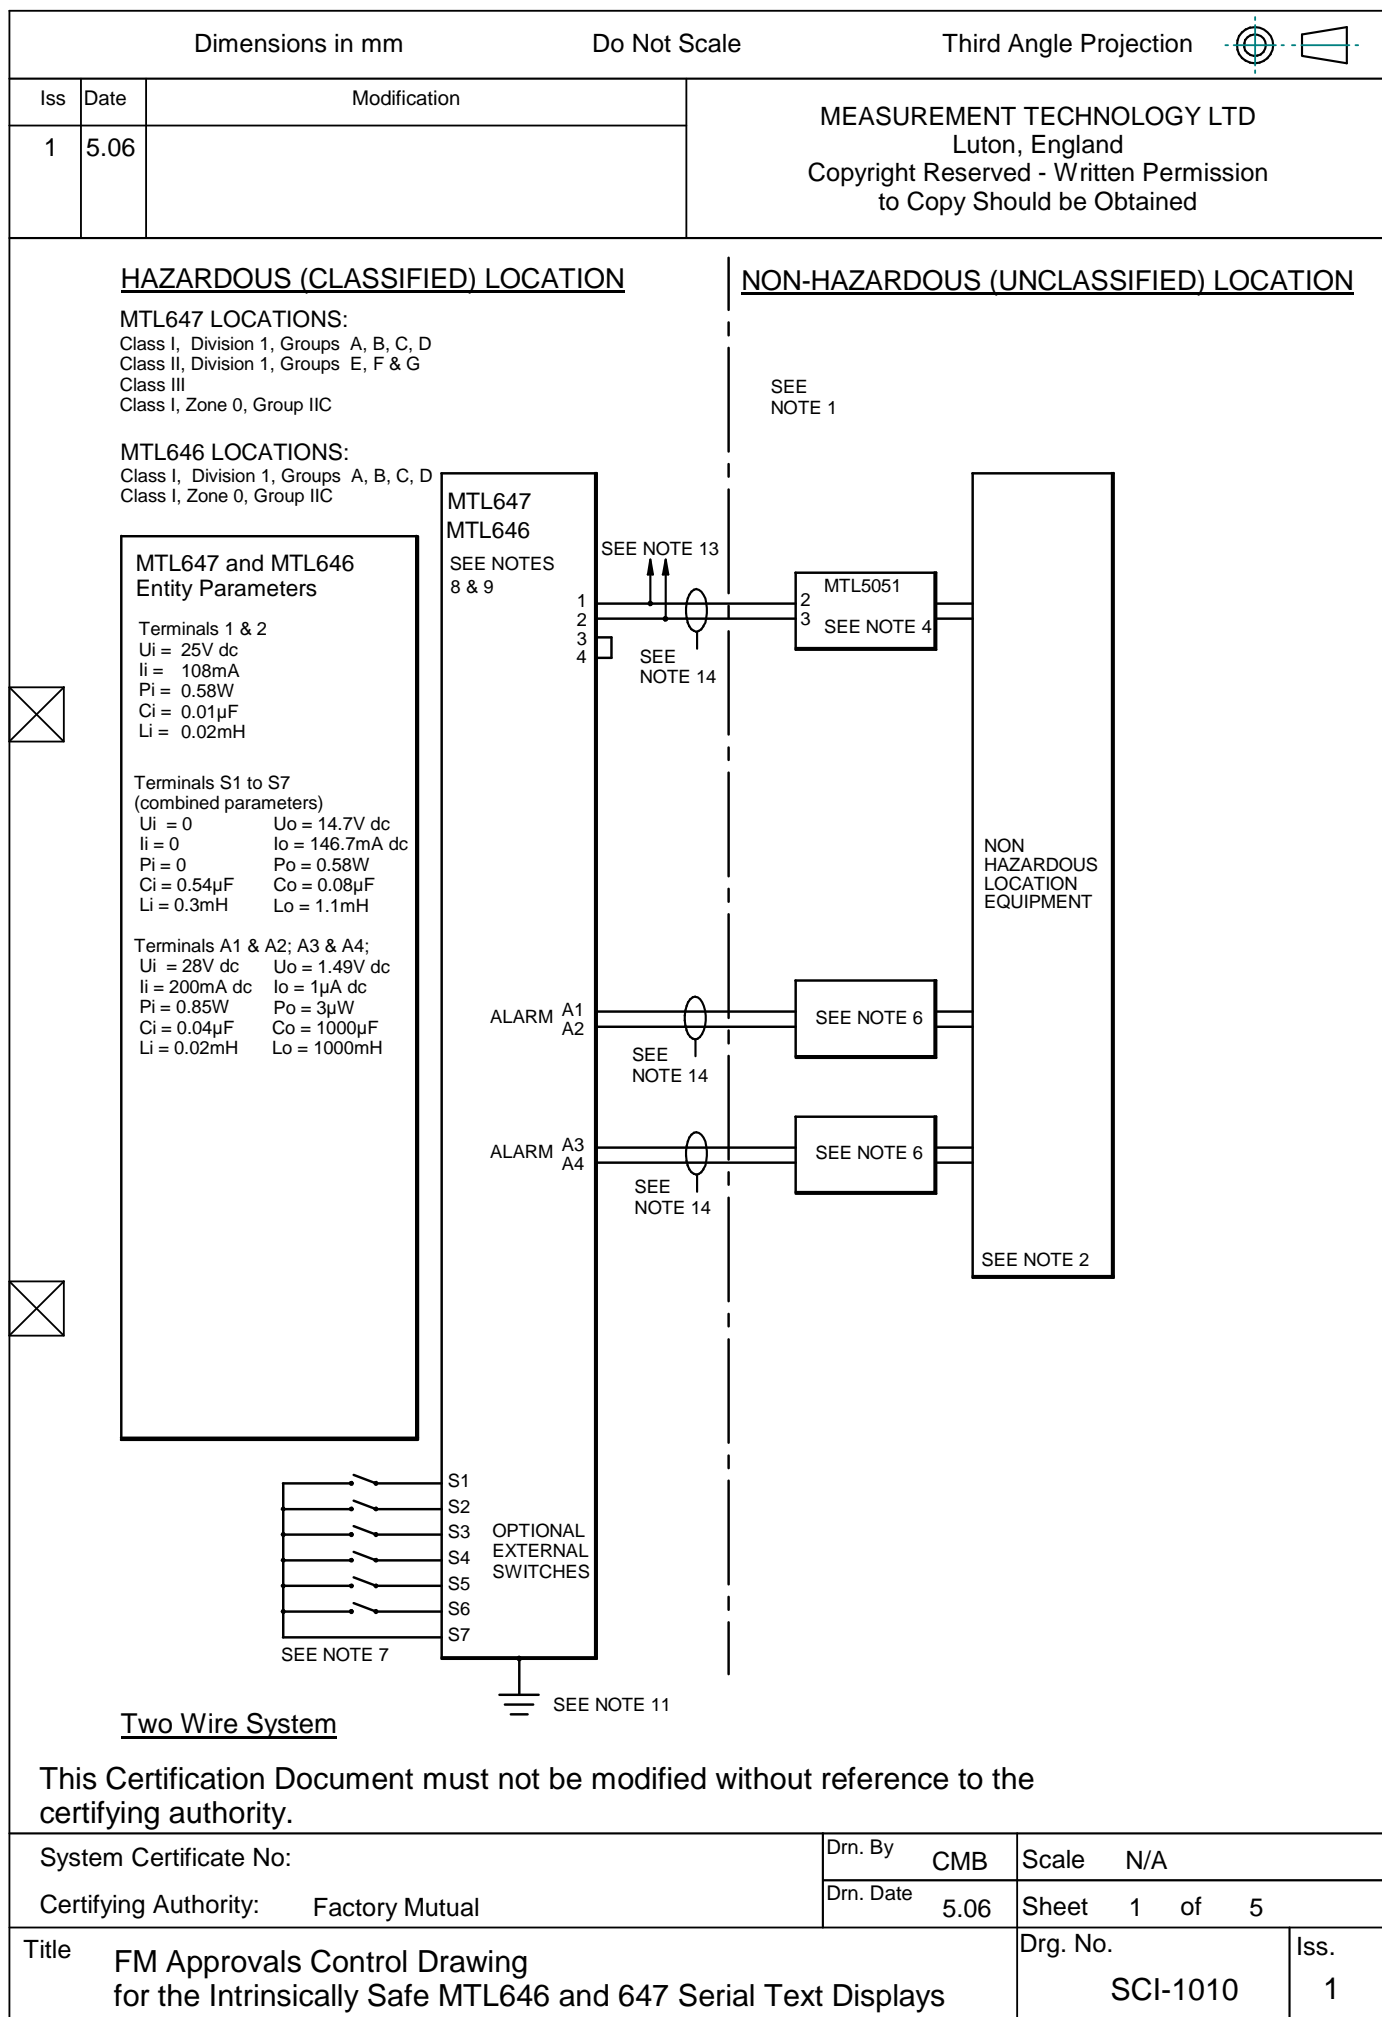 Dimensions in mm Do Not Scale Third Angle Projection
Iss Date Modification
1 5.06
MEASUREMENT TECHNOLOGY LTD
Luton, England
Copyright Reserved - Written Permission
to Copy Should be Obtained
HAZARDOUS (CLASSIFIED) LOCATION
NON-HAZARDOUS (UNCLASSIFIED) LOCATION
MTL647 LOCATIONS:
Class I, Division 1, Groups A, B, C, D
Class II, Division 1, Groups E, F & G
Class III
Class I, Zone 0, Group IIC
SEE
NOTE 1
MTL646 LOCATIONS:
Class I, Division 1, Groups A, B, C, D
Class I, Zone 0, Group IIC
MTL647 and MTL646
Entity Parameters
Terminals 1 & 2
Ui = 25V dc
Ii = 108mA
Pi = 0.58W
Ci = 0.01µF
Li = 0.02mH
Terminals S1 to S7
(combined parameters)
Ui = 0 Uo = 14.7V dc
Ii = 0 Io = 146.7mA dc
Pi = 0 Po = 0.58W
Ci = 0.54µF Co = 0.08µF
Li = 0.3mH Lo = 1.1mH
Terminals A1 & A2; A3 & A4;
Ui = 28V dc Uo = 1.49V dc
Ii = 200mA dc Io = 1µA dc
Pi = 0.85W Po = 3µW
Ci = 0.04µF Co = 1000µF
Li = 0.02mH Lo = 1000mH
MTL647
MTL646
SEE NOTES
8 & 9
1
2
3
4
SEE NOTE 13
SEE
NOTE 14
MTL5051
2
3
SEE NOTE 4
NON
HAZARDOUS
LOCATION
EQUIPMENT
ALARM A1
A2
SEE
NOTE 14
SEE NOTE 6
ALARM A3
A4
SEE
NOTE 14
SEE NOTE 6
SEE NOTE 2
S1
S2
S3
S4
S5
S6
S7
OPTIONAL
EXTERNAL
SWITCHES
SEE NOTE 7
SEE NOTE 11
Two Wire System
This Certification Document must not be modified without reference to the
certifying authority.
System Certificate No:
Certifying Authority: Factory Mutual
Drn. By CMB
Scale N/A
Drn. Date 5.06
Sheet 1 of 5
Title FM Approvals Control Drawing
for the Intrinsically Safe MTL646 and 647 Serial Text Displays
Drg. No.
SCI-1010
Iss.
1